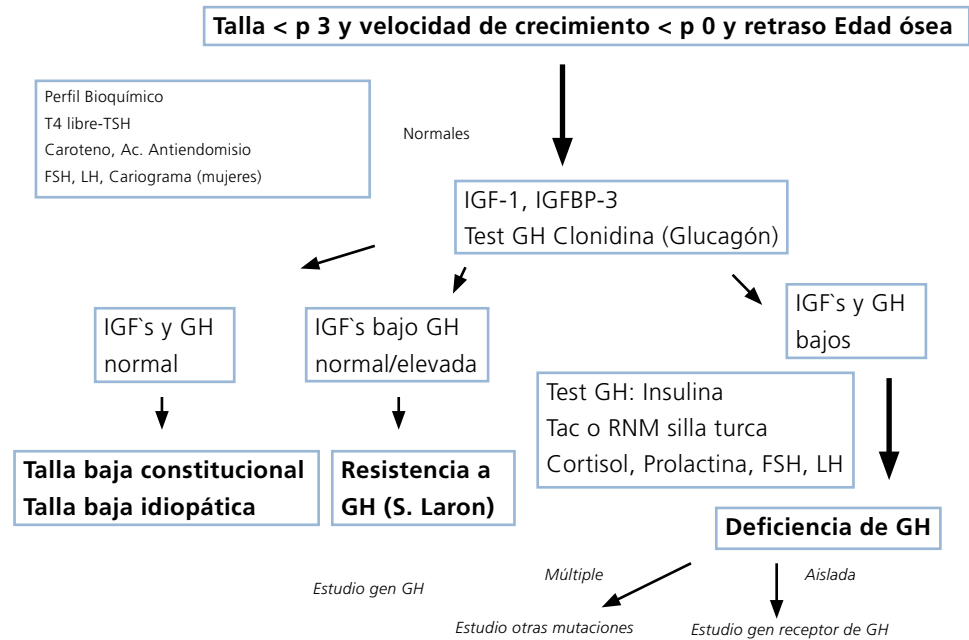 Talla < p 3 y velocidad de crecimiento < p 0 y retraso Edad ósea
Perfil Bioquímico
T4 libre-TSH
Caroteno, Ac. Antiendomisio
FSH, LH, Cariograma (mujeres)
Normales
IGF-1, IGFBP-3
Test GH Clonidina (Glucagón)
IGF`s y GH
normal
IGF`s bajo GH
normal/elevada
IGF`s y GH
bajos
Test GH: Insulina
Tac o RNM silla turca
Cortisol, Prolactina, FSH, LH
Talla baja constitucional
Talla baja idiopática
Resistencia a
GH (S. Laron)
Deficiencia de GH
Múltiple
Aislada
Estudio gen GH
Estudio otras mutaciones
Estudio gen receptor de GH